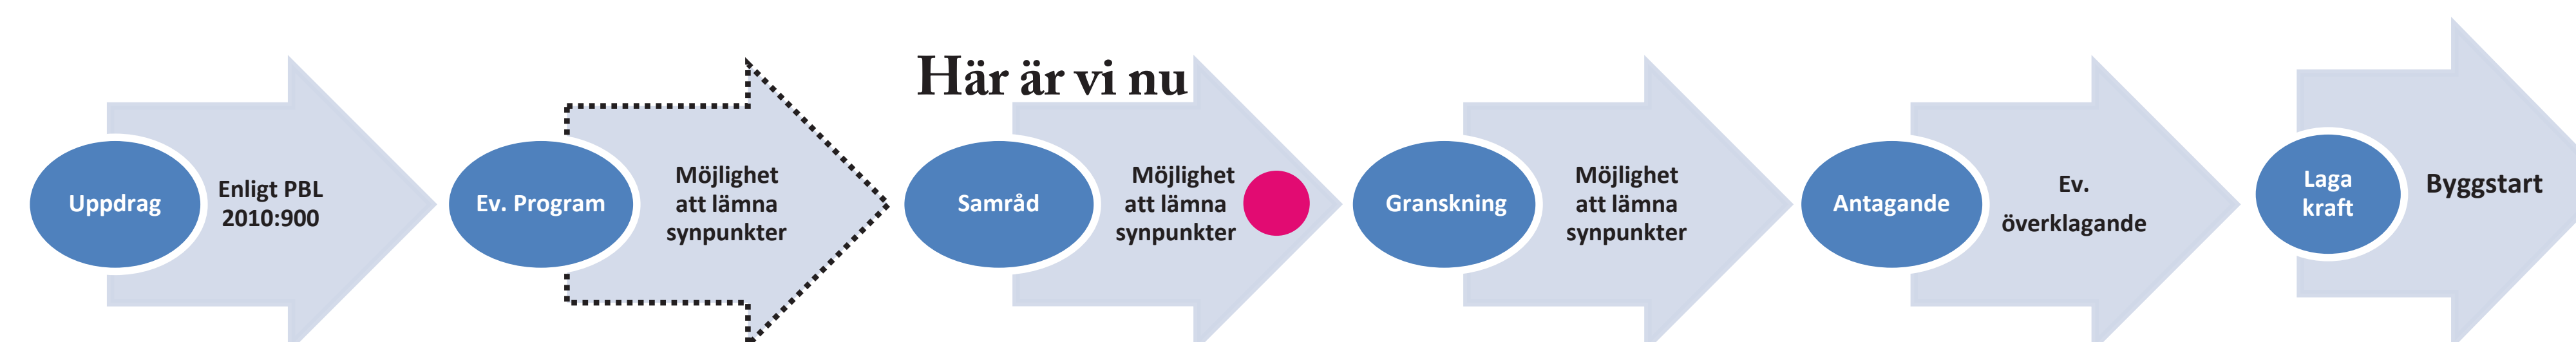 Här är vi nu
Uppdrag
Enligt PBL
2010:900
Ev. Program
Möjlighet
att lämna
synpunkter
Samråd
Möjlighet
att lämna
synpunkter
Granskning
Möjlighet
att lämna
synpunkter
Antagande
Ev.
överklagande
Laga
kraft
Byggstart